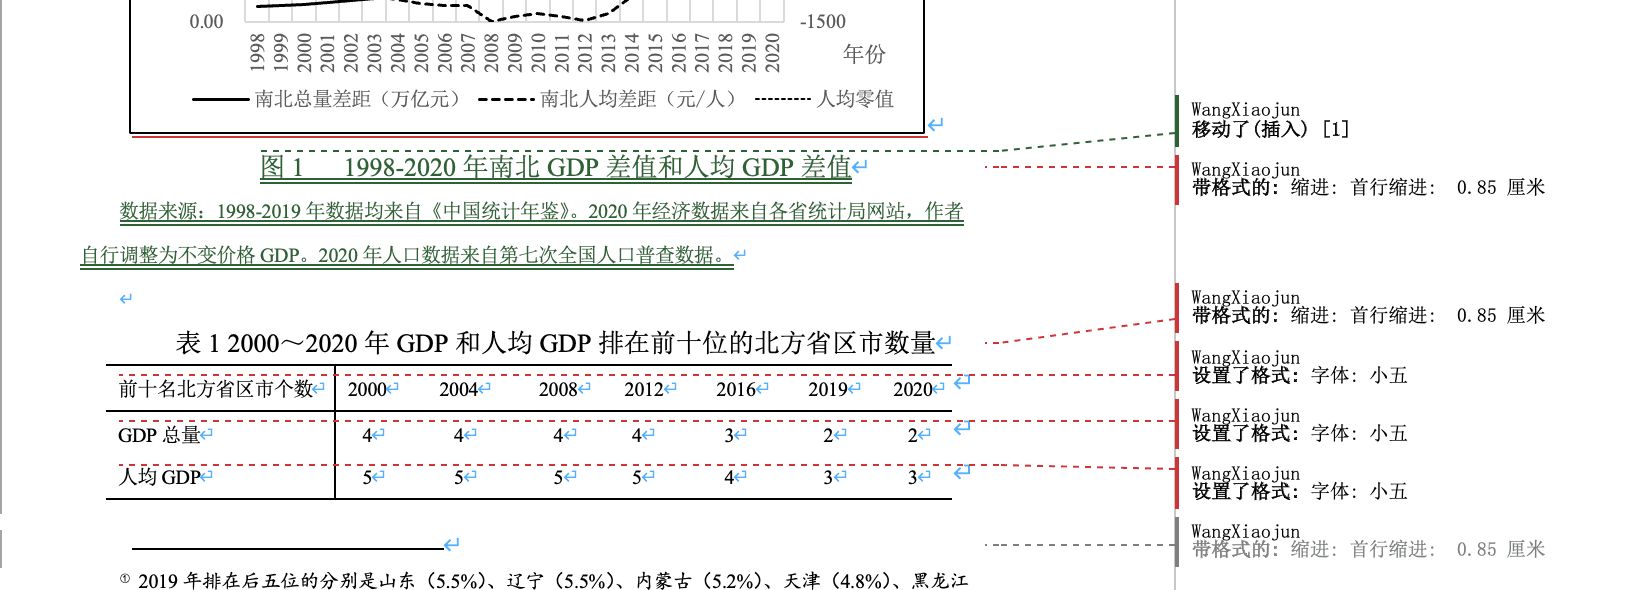 0.00
-1500
1998 1999 2000 2001 2002 2003 2004 2005 2006 2007 2008 2009 2010 2011 2012 2013 2014 2015 2016 2017 2018 2019 2020
年份
南北总量差距（万亿元） 南北人均差距（元/人） 人均零值
图 1 1998-2020 年南北 GDP 差值和人均 GDP 差值
数据来源：1998-2019 年数据均来自《中国统计年鉴》。2020 年经济数据来自各省统计局网站，作者
自行调整为不变价格 GDP。2020 年人口数据来自第七次全国人口普查数据。
表 1 2000～2020 年 GDP 和人均 GDP 排在前十位的北方省区市数量
前十名北方省区市个数 2000 2004 2008 2012 2016 2019 2020
GDP 总量 4 4 4 4 3 2 2
人均 GDP 5 5 5 5 4 3 3
① 2019 年排在后五位的分别是山东（5.5%）、辽宁（5.5%）、内蒙古（5.2%）、天津（4.8%）、黑龙江
WangXiaojun
移动了(插入) [1]
WangXiaojun
带格式的: 缩进: 首行缩进: 0.85 厘米
WangXiaojun
带格式的: 缩进: 首行缩进: 0.85 厘米
WangXiaojun
设置了格式: 字体: 小五
WangXiaojun
设置了格式: 字体: 小五
WangXiaojun
设置了格式: 字体: 小五
WangXiaojun
带格式的: 缩进: 首行缩进: 0.85 厘米